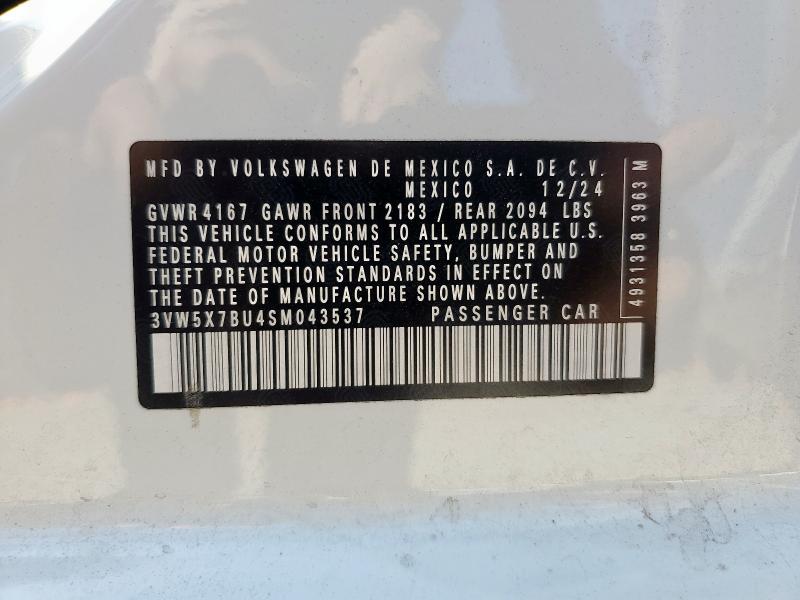 MFD BY VOLKSWAGEN DE MEXICO S.A. DE C.V.
MEXICO 12/24
GVWR 4167 GAWR FRONT 2183 / REAR 2094 LBS
THIS VEHICLE CONFORMS TO ALL APPLICABLE U.S.
FEDERAL MOTOR VEHICLE SAFETY, BUMPER AND
THEFT PREVENTION STANDARDS IN EFFECT ON
THE DATE OF MANUFACTURE SHOWN ABOVE.
3VW5X7BU4SM043537 PASSENGER CAR
4931358 3963 M